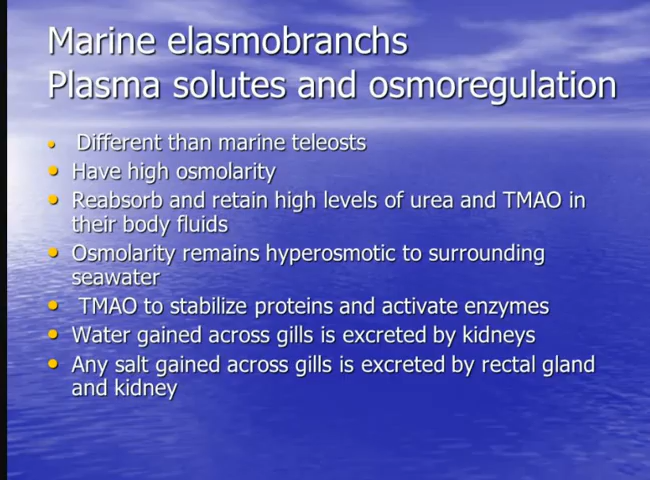 Marine elasmobranchs
Plasma solutes and osmoregulation
• Different than marine teleosts
• Have high osmolarity
• Reabsorb and retain high levels of urea and TMAO in
their body fluids
• Osmolarity remains hyperosmotic to surrounding
seawater
• TMAO to stabilize proteins and activate enzymes
• Water gained across gills is excreted by kidneys
• Any salt gained across gills is excreted by rectal gland
and kidney